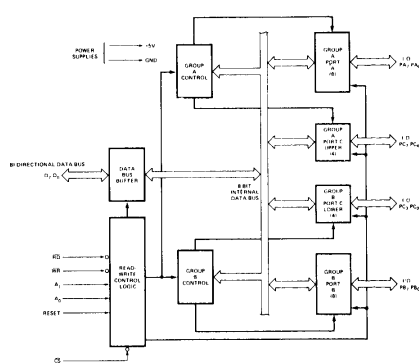 POWER
SUPPLIES
+5V
GND
GROUP
A
CONTROL
GROUP
A
PORT
A
(8)
I/O
PA7 PA0
GROUP
A
PORT C
UPPER
(4)
I/O
PC7 PC4
BIDIRECTIONAL DATA BUS
D7 D0
DATA
BUS
BUFFER
8 BIT
INTERNAL
DATA BUS
GROUP
B
PORT C
LOWER
(4)
I/O
PC3 PC0
RD
WR
A1
A0
RESET
CS
READ
WRITE
CONTROL
LOGIC
GROUP
B
CONTROL
GROUP
B
PORT
B
(8)
I/O
PB7 PB0